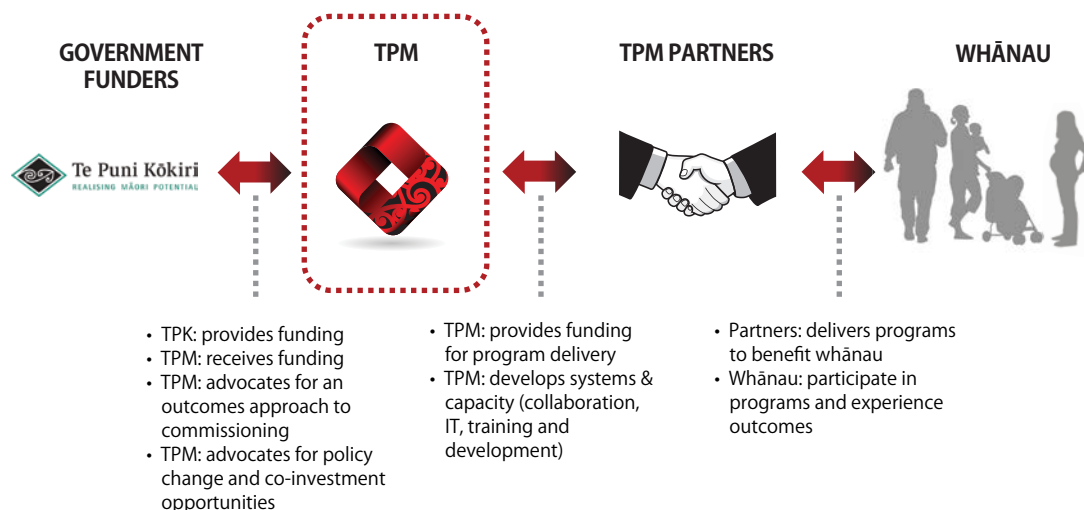 GOVERNMENT
FUNDERS
TPM
TPM PARTNERS
WHĀNAU
Te Puni Kōkiri
REALISING MĀORI POTENTIAL
• TPK: provides funding
• TPM: receives funding
• TPM: advocates for an
outcomes approach to
commissioning
• TPM: advocates for policy
change and co-investment
opportunities
• TPM: provides funding
for program delivery
• TPM: develops systems &
capacity (collaboration,
IT, training and
development)
• Partners: delivers programs
to benefit whānau
• Whānau: participate in
programs and experience
outcomes